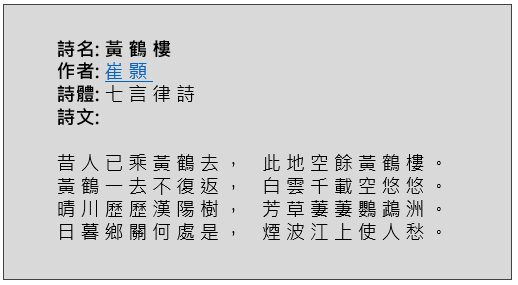 詩名: 黃鶴樓
作者: 崔顥
詩體: 七言律詩
詩文:
昔人已乘黃鶴去， 此地空餘黃鶴樓。
黃鶴一去不復返， 白雲千載空悠悠。
晴川歷歷漢陽樹， 芳草萋萋鸚鵡洲。
日暮鄉關何處是， 煙波江上使人愁。